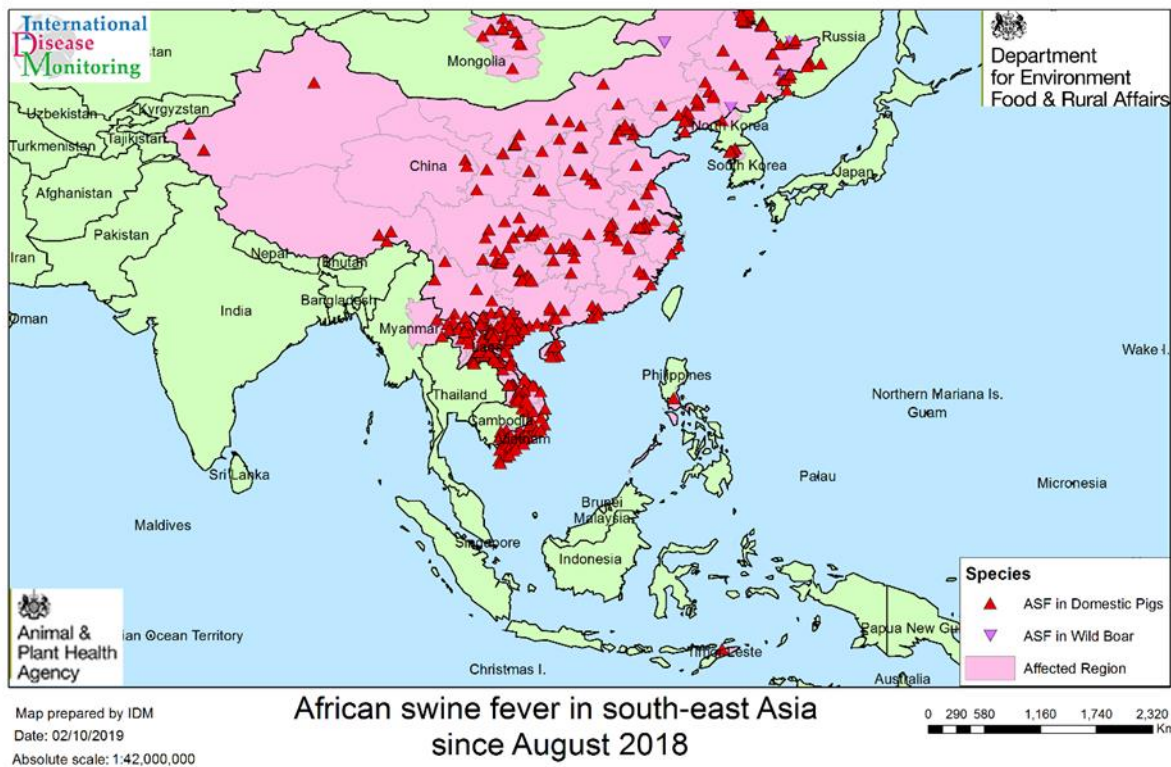 International
Disease
Monitoring
Department
for Environment
Food & Rural Affairs
Russia
Mongolia
Uzbekistan
Kyrgyzstan
Turkmenistan
Tajikistan
North Korea
China
South Korea
Japan
Afghanistan
Pakistan
Iran
Nepal
Bhutan
Bangladesh
India
Oman
Myanmar
Wake I.
Philippines
Thailand
Northern Mariana Is.
Guam
Cambodia
Vietnam
Sri Lanka
Palau
Micronesia
Brunei
Maldives
Malaysia
Singapore
Indonesia
Species
ASF in Domestic Pigs
ASF in Wild Boar
Affected Region
Animal &
Plant Health
Agency
ian Ocean Territory
Papua New Gu
Timor-Leste
Christmas I.
Australia
African swine fever in south-east Asia
since August 2018
Map prepared by IDM
Date: 02/10/2019
Absolute scale: 1:42,000,000
0 290 580 1,160 1,740 2,320
Km